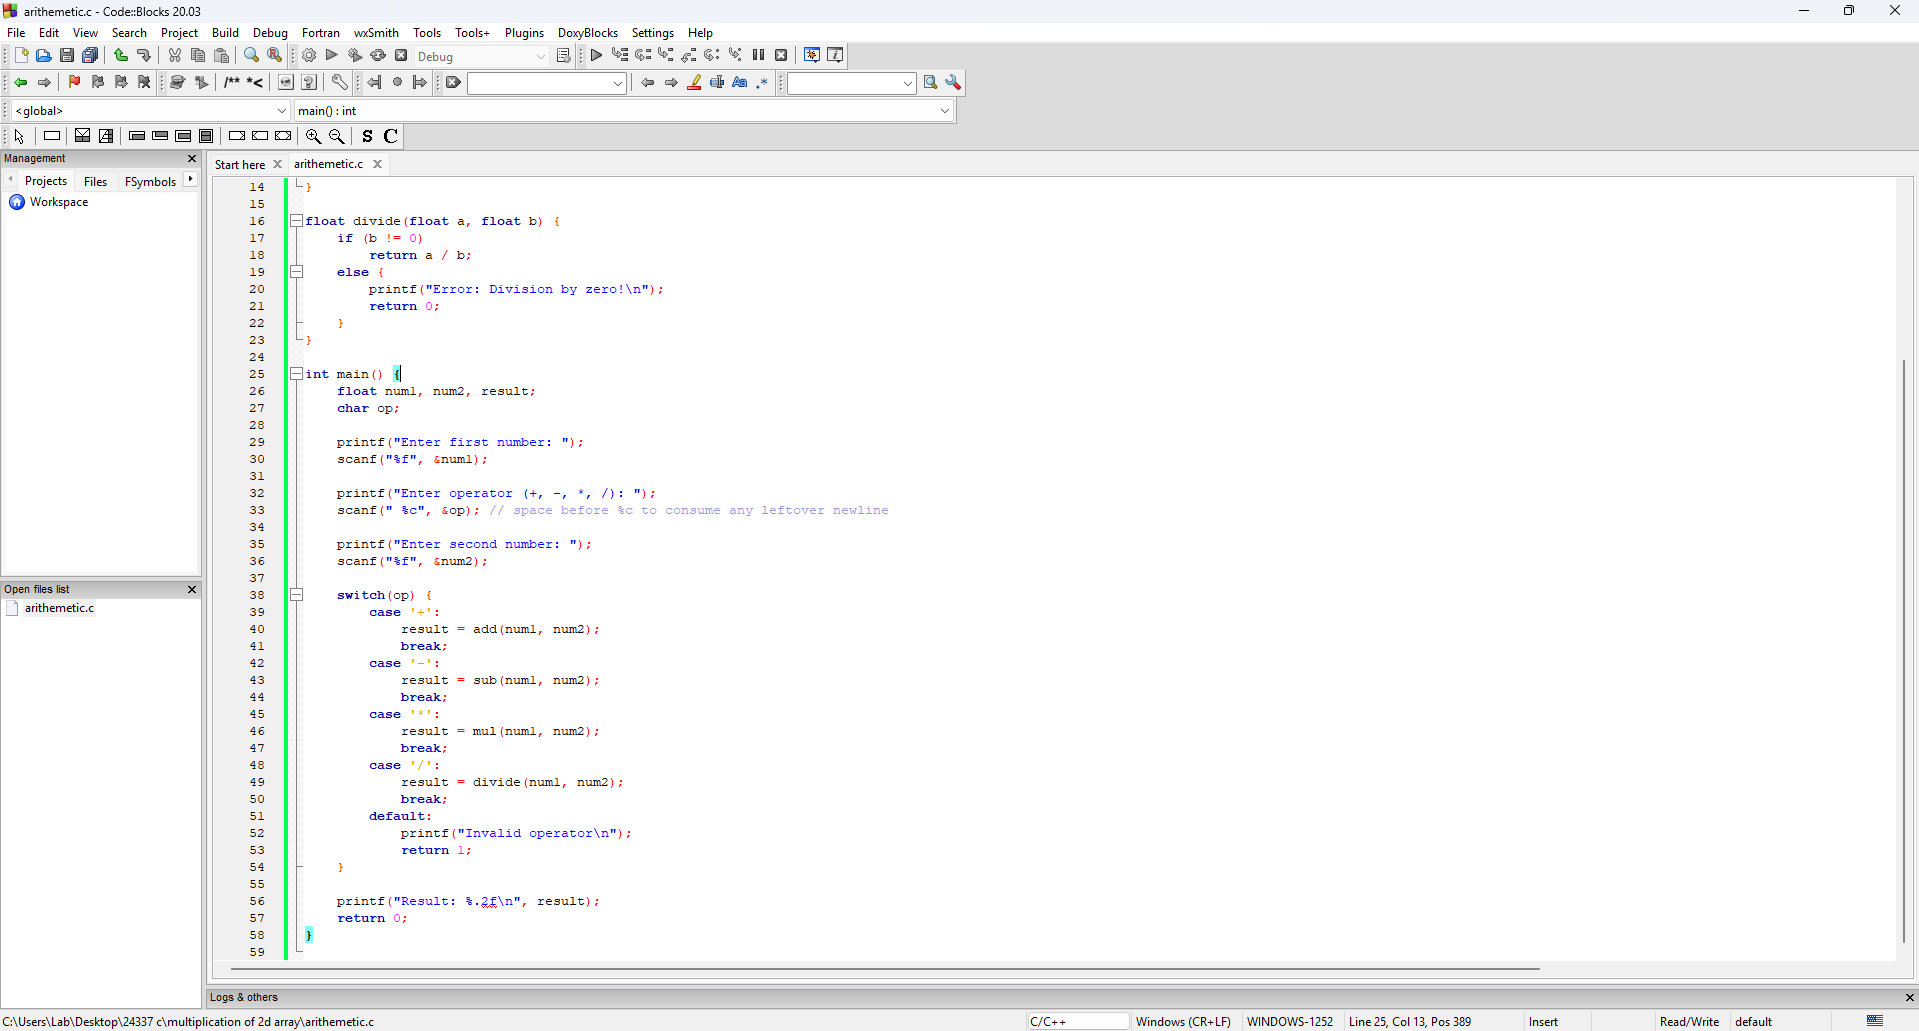 arithemetic.c - Code::Blocks 20.03
File Edit View Search Project Build Debug Fortran wxSmith Tools Tools+ Plugins DoxyBlocks Settings Help
Debug
/** *<
Aa .*
<global> main() : int
S C
Management
Projects Files FSymbols
Workspace
Open files list
arithemetic.c
Start here arithemetic.c
14 }
15
16 float divide(float a, float b) {
17 if (b != 0)
18 return a / b;
19 else {
20 printf("Error: Division by zero!\n");
21 return 0;
22 }
23 }
24
25 int main() {
26 float num1, num2, result;
27 char op;
28
29 printf("Enter first number: ");
30 scanf("%f", &num1);
31
32 printf("Enter operator (+, -, *, /): ");
33 scanf(" %c", &op); // space before %c to consume any leftover newline
34
35 printf("Enter second number: ");
36 scanf("%f", &num2);
37
38 switch(op) {
39 case '+':
40 result = add(num1, num2);
41 break;
42 case '-':
43 result = sub(num1, num2);
44 break;
45 case '*':
46 result = mul(num1, num2);
47 break;
48 case '/':
49 result = divide(num1, num2);
50 break;
51 default:
52 printf("Invalid operator\n");
53 return 1;
54 }
55
56 printf("Result: %.2f\n", result);
57 return 0;
58 }
59
Logs & others
C:\Users\Lab\Desktop\24337 c\multiplication of 2d array\arithemetic.c C/C++ Windows (CR+LF) WINDOWS-1252 Line 25, Col 13, Pos 389 Insert Read/Write default